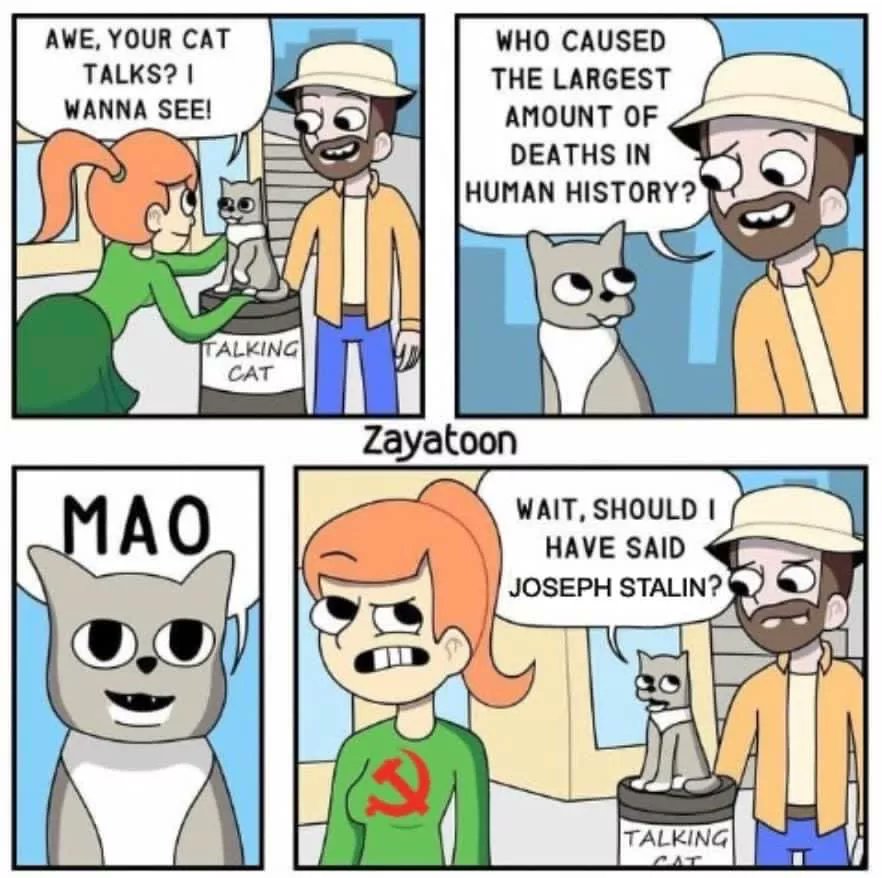 AWE, YOUR CAT
TALKS? I
WANNA SEE!
TALKING
CAT
WHO CAUSED
THE LARGEST
AMOUNT OF
DEATHS IN
HUMAN HISTORY?
Zayatoon
MAO
WAIT, SHOULD I
HAVE SAID
JOSEPH STALIN?
TALKING
CAT